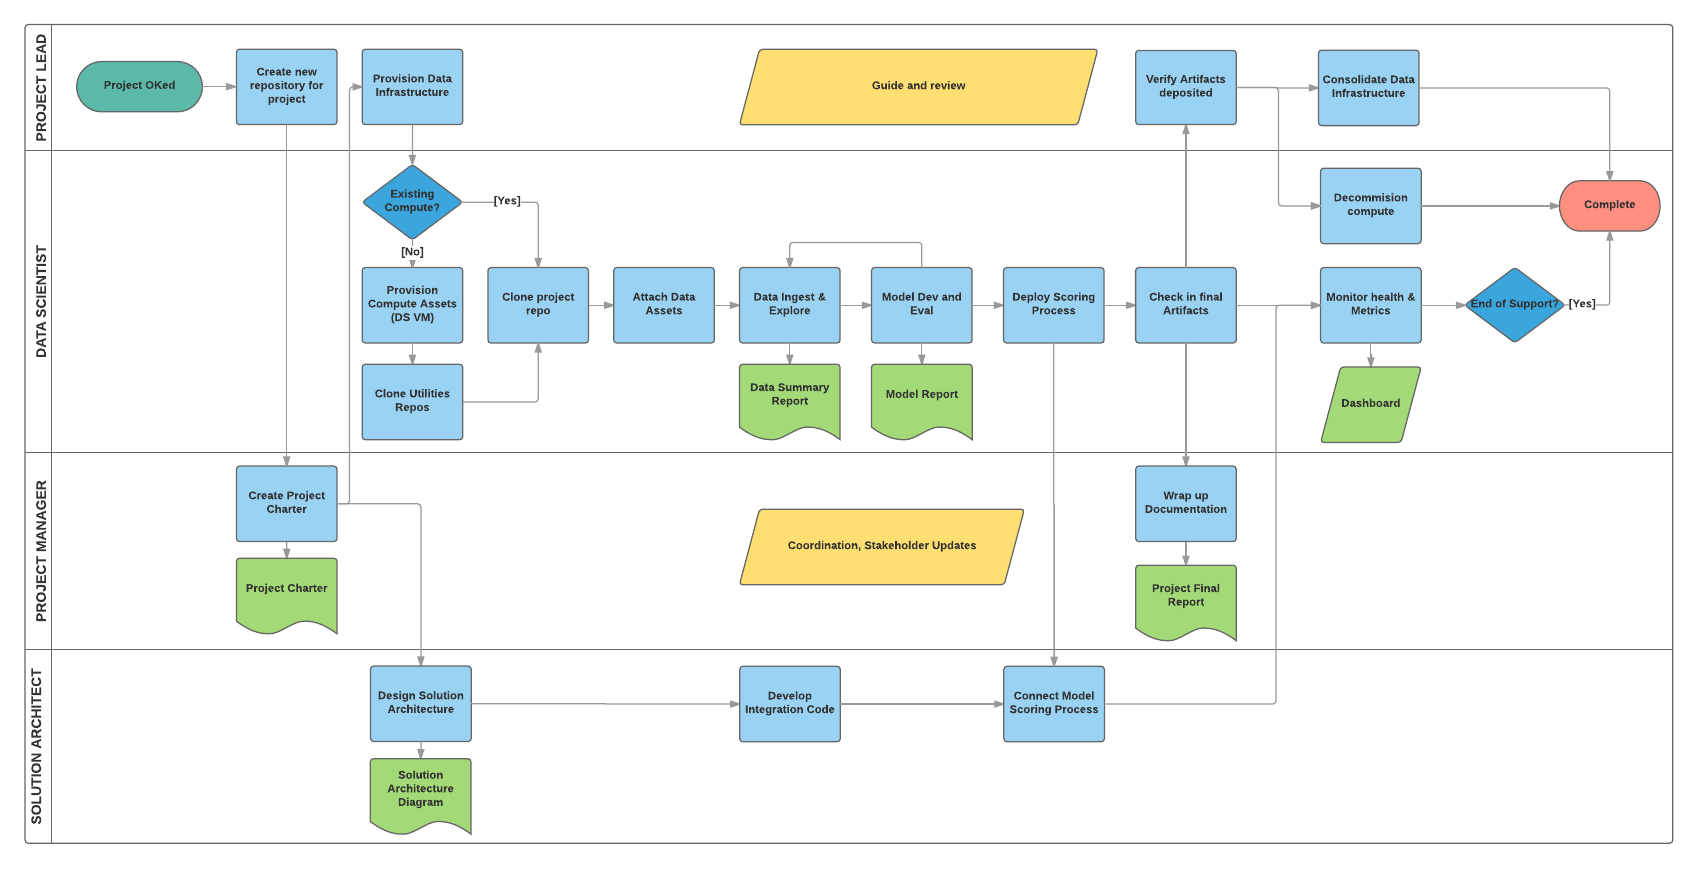 PROJECT LEAD
Project OKed
Create new
repository for
project
Provision Data
Infrastructure
Guide and review
Verify Artifacts
deposited
Consolidate Data
Infrastructure
DATA SCIENTIST
Existing
Compute?
[Yes]
[No]
Provision
Compute Assets
(DS VM)
Clone Utilities
Repos
Clone project
repo
Attach Data
Assets
Data Ingest &
Explore
Data Summary
Report
Model Dev and
Eval
Model Report
Deploy Scoring
Process
Check in final
Artifacts
Decommision
compute
Complete
Monitor health &
Metrics
End of Support?
[Yes]
Dashboard
PROJECT MANAGER
Create Project
Charter
Project Charter
Coordination, Stakeholder Updates
Wrap up
Documentation
Project Final
Report
SOLUTION ARCHITECT
Design Solution
Architecture
Solution
Architecture
Diagram
Develop
Integration Code
Connect Model
Scoring Process